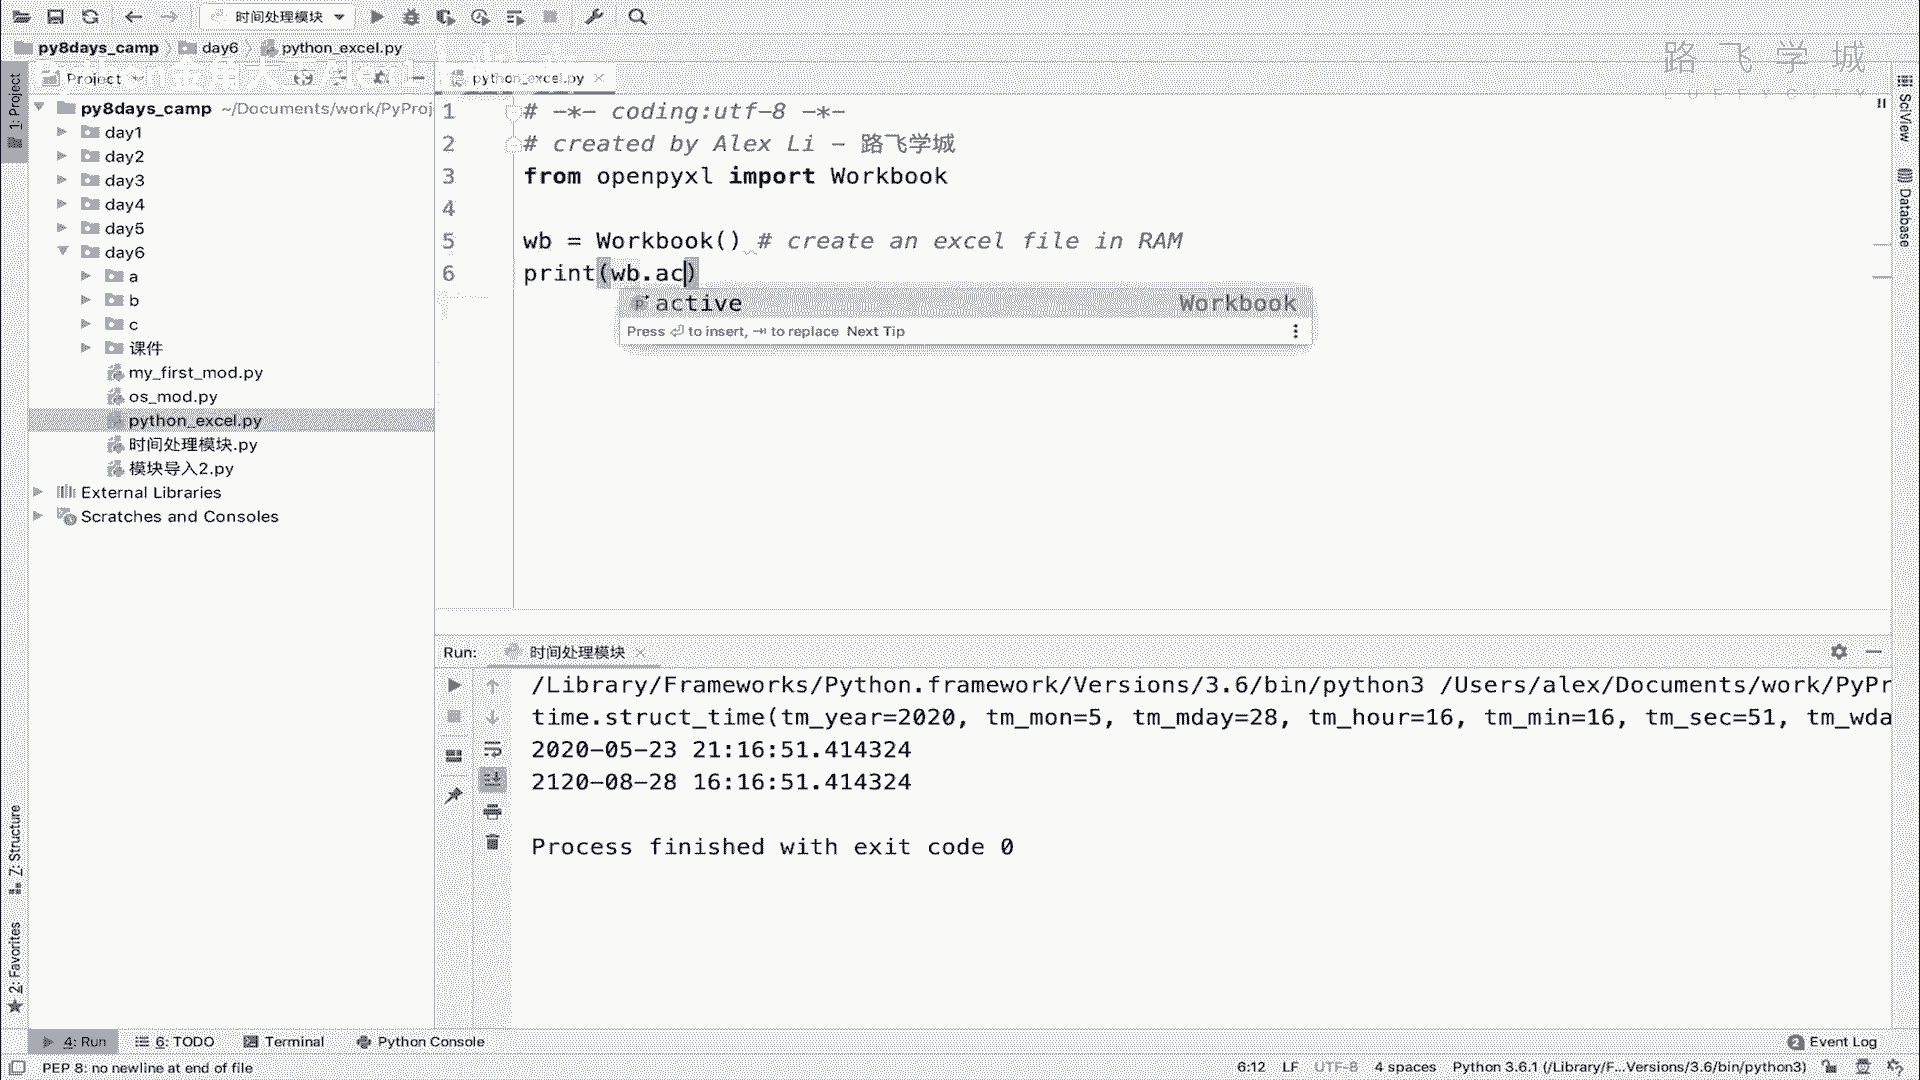 时间处理模块
py8days_camp
day6
python_excel.py
路飞学城
LUFFYCITY
1: Project
Project
python_excel.py
py8days_camp ~/Documents/work/PyProj
day1
day2
day3
day4
day5
day6
a
b
c
课件
my_first_mod.py
os_mod.py
python_excel.py
时间处理模块.py
模块导入2.py
External Libraries
Scratches and Consoles
1 # -*- coding:utf-8 -*-
2 # created by Alex Li - 路飞学城
3 from openpyxl import Workbook
4
5 wb = Workbook() # create an excel file in RAM
6 print(wb.ac)
active Workbook
Press ⏎ to insert, ⇥ to replace Next Tip
SciView
Database
Run: 时间处理模块
/Library/Frameworks/Python.framework/Versions/3.6/bin/python3 /Users/alex/Documents/work/PyPr
time.struct_time(tm_year=2020, tm_mon=5, tm_mday=28, tm_hour=16, tm_min=16, tm_sec=51, tm_wda
2020-05-23 21:16:51.414324
2120-08-28 16:16:51.414324
Process finished with exit code 0
7: Structure
2: Favorites
4: Run
6: TODO
Terminal
Python Console
2 Event Log
PEP 8: no newline at end of file
6:12 LF UTF-8 4 spaces Python 3.6.1 (/Library/F...Versions/3.6/bin/python3)